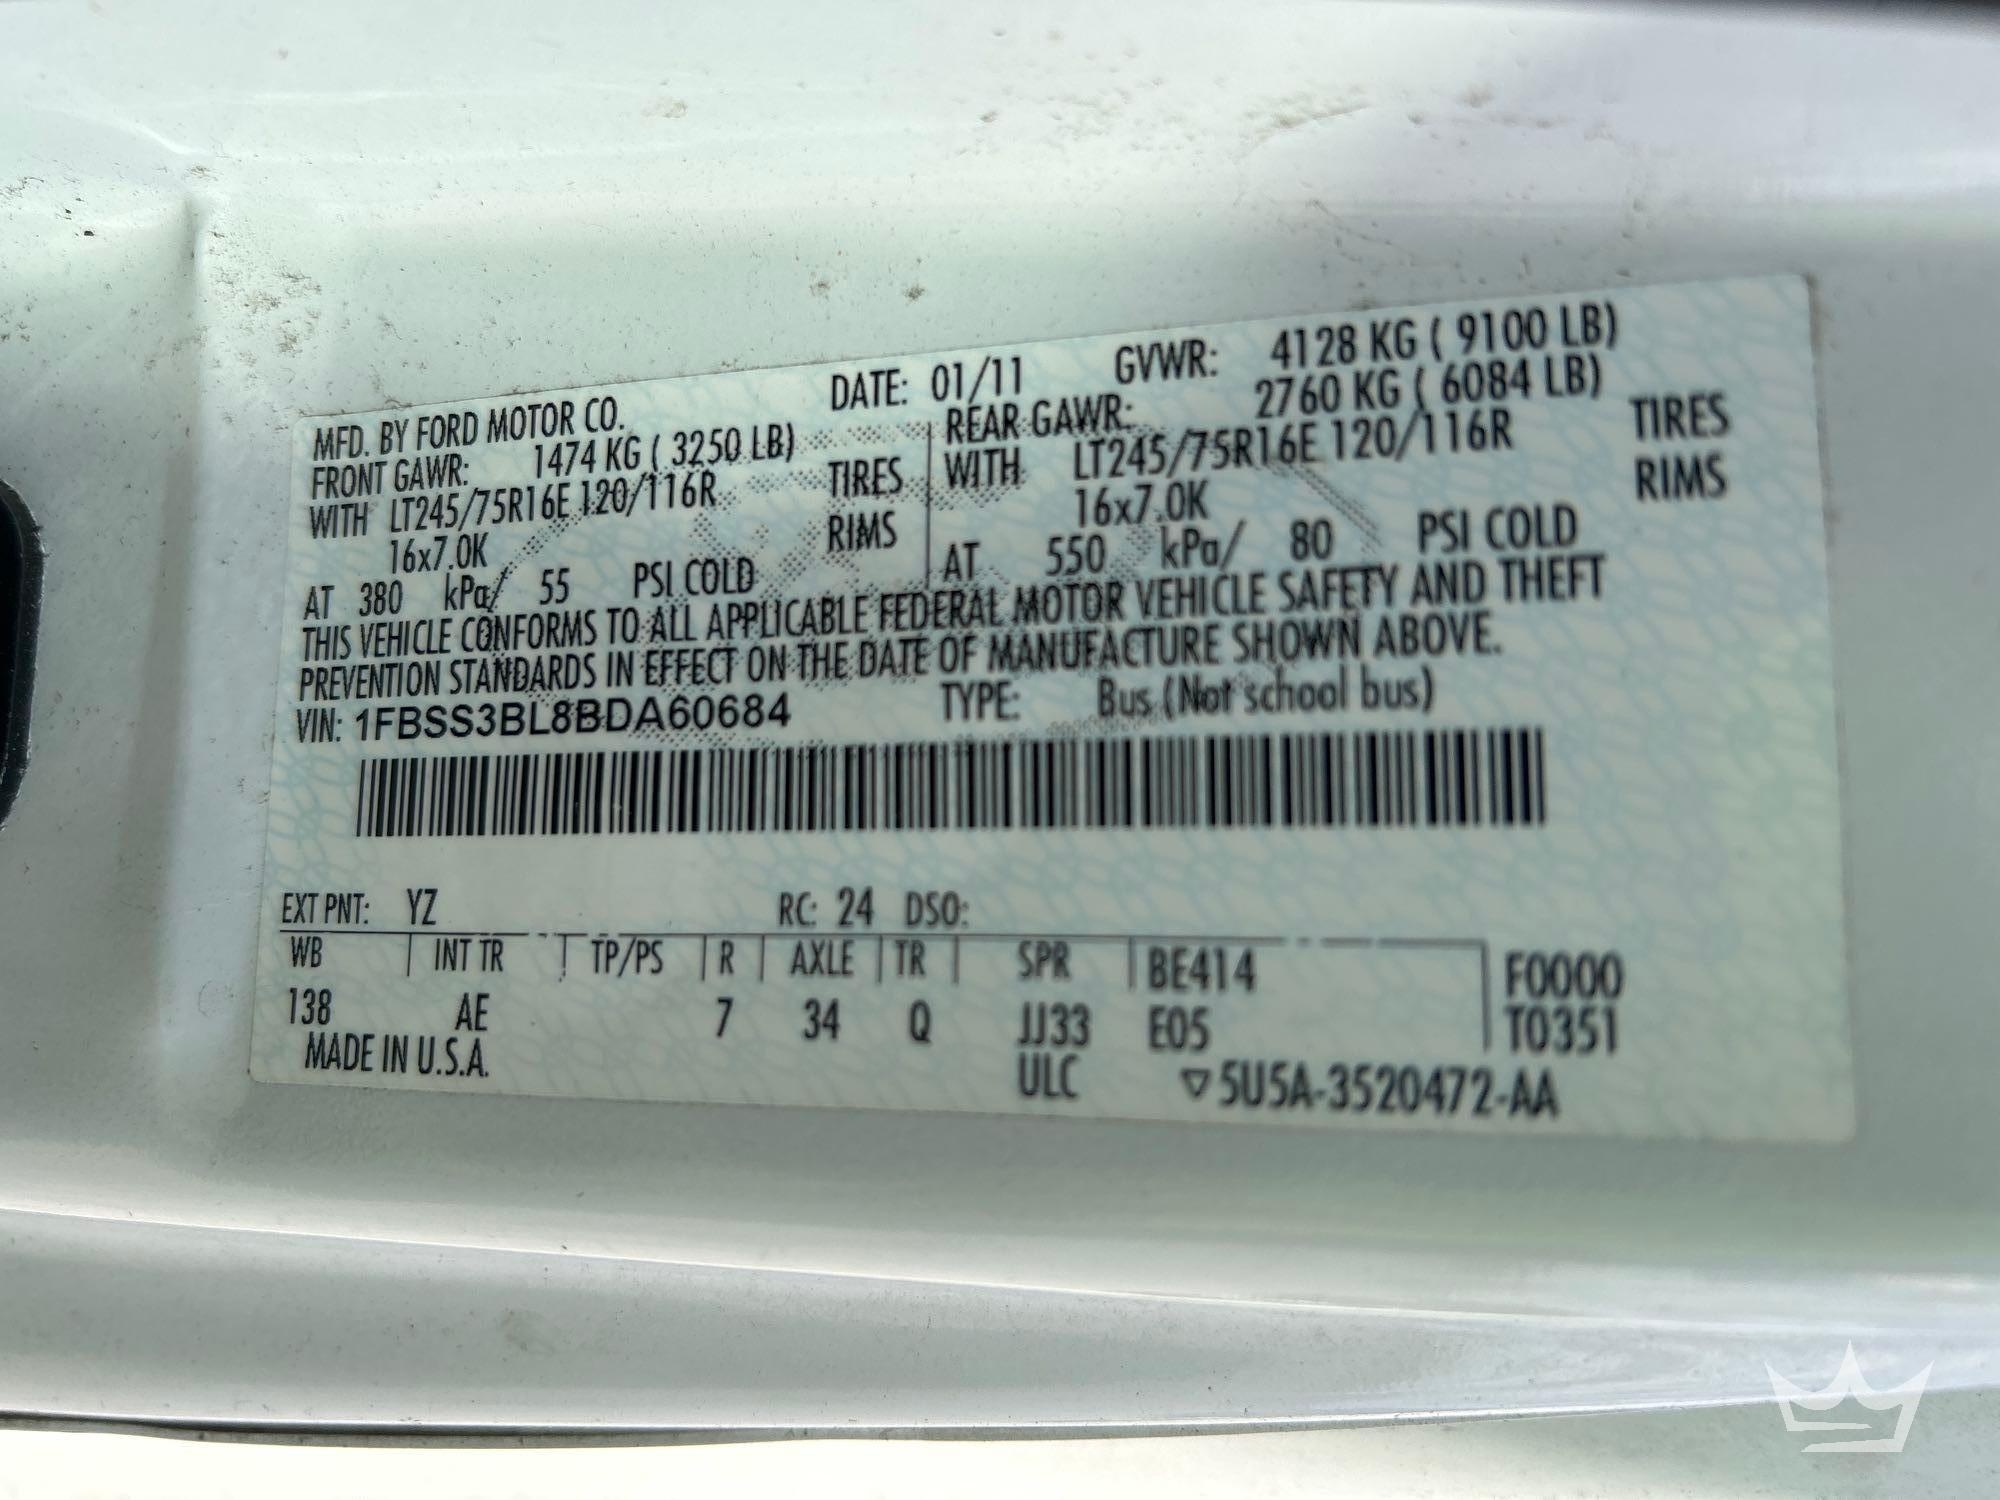 MFD. BY FORD MOTOR CO. DATE: 01/11 GVWR: 4128 KG ( 9100 LB)
FRONT GAWR: 1474 KG ( 3250 LB) REAR GAWR: 2760 KG ( 6084 LB)
WITH LT245/75R16E 120/116R TIRES WITH LT245/75R16E 120/116R TIRES
16x7.0K RIMS 16x7.0K RIMS
AT 380 kPa/ 55 PSI COLD AT 550 kPa/ 80 PSI COLD
THIS VEHICLE CONFORMS TO ALL APPLICABLE FEDERAL MOTOR VEHICLE SAFETY AND THEFT
PREVENTION STANDARDS IN EFFECT ON THE DATE OF MANUFACTURE SHOWN ABOVE.
VIN: 1FBSS3BL8BDA60684 TYPE: Bus (Not school bus)
EXT PNT: YZ RC: 24 DSO:
WB | INT TR | TP/PS | R | AXLE | TR | SPR | BE414 F0000
138 AE 7 34 Q JJ33 E05 T0351
MADE IN U.S.A. ULC ▽5U5A-3520472-AA